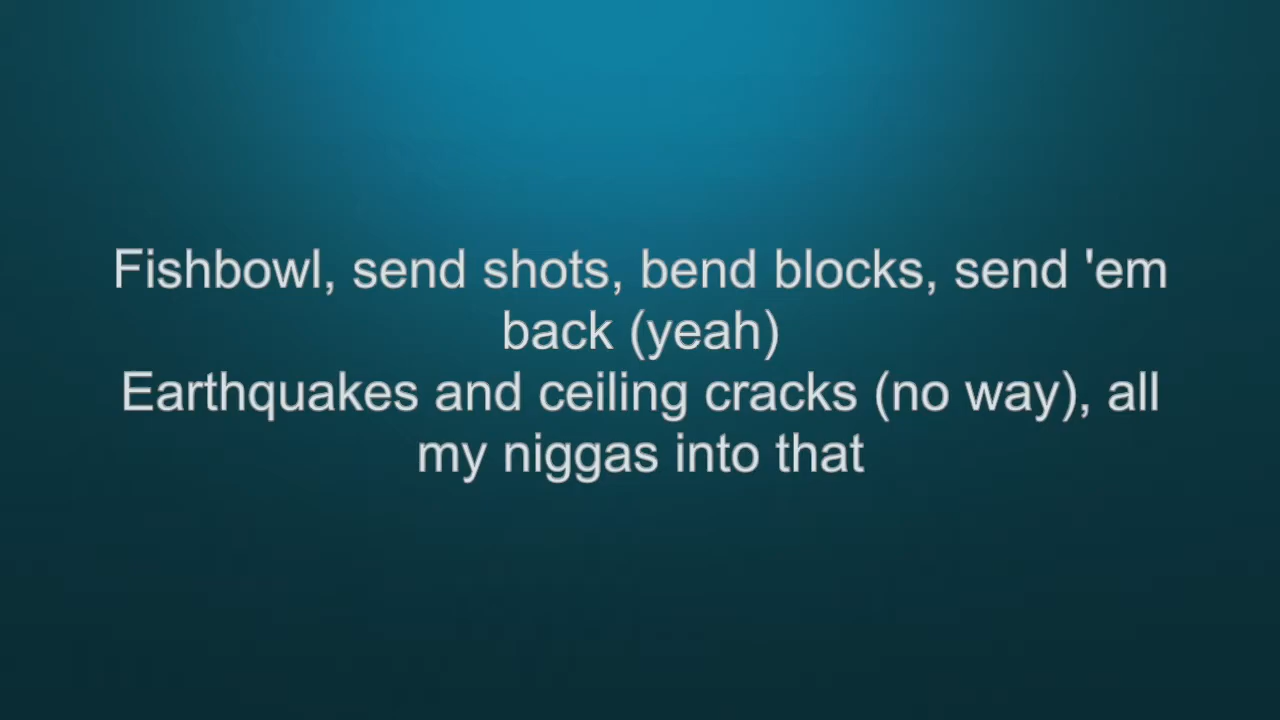 Fishbowl, send shots, bend blocks, send 'em
back (yeah)
Earthquakes and ceiling cracks (no way), all
my niggas into that